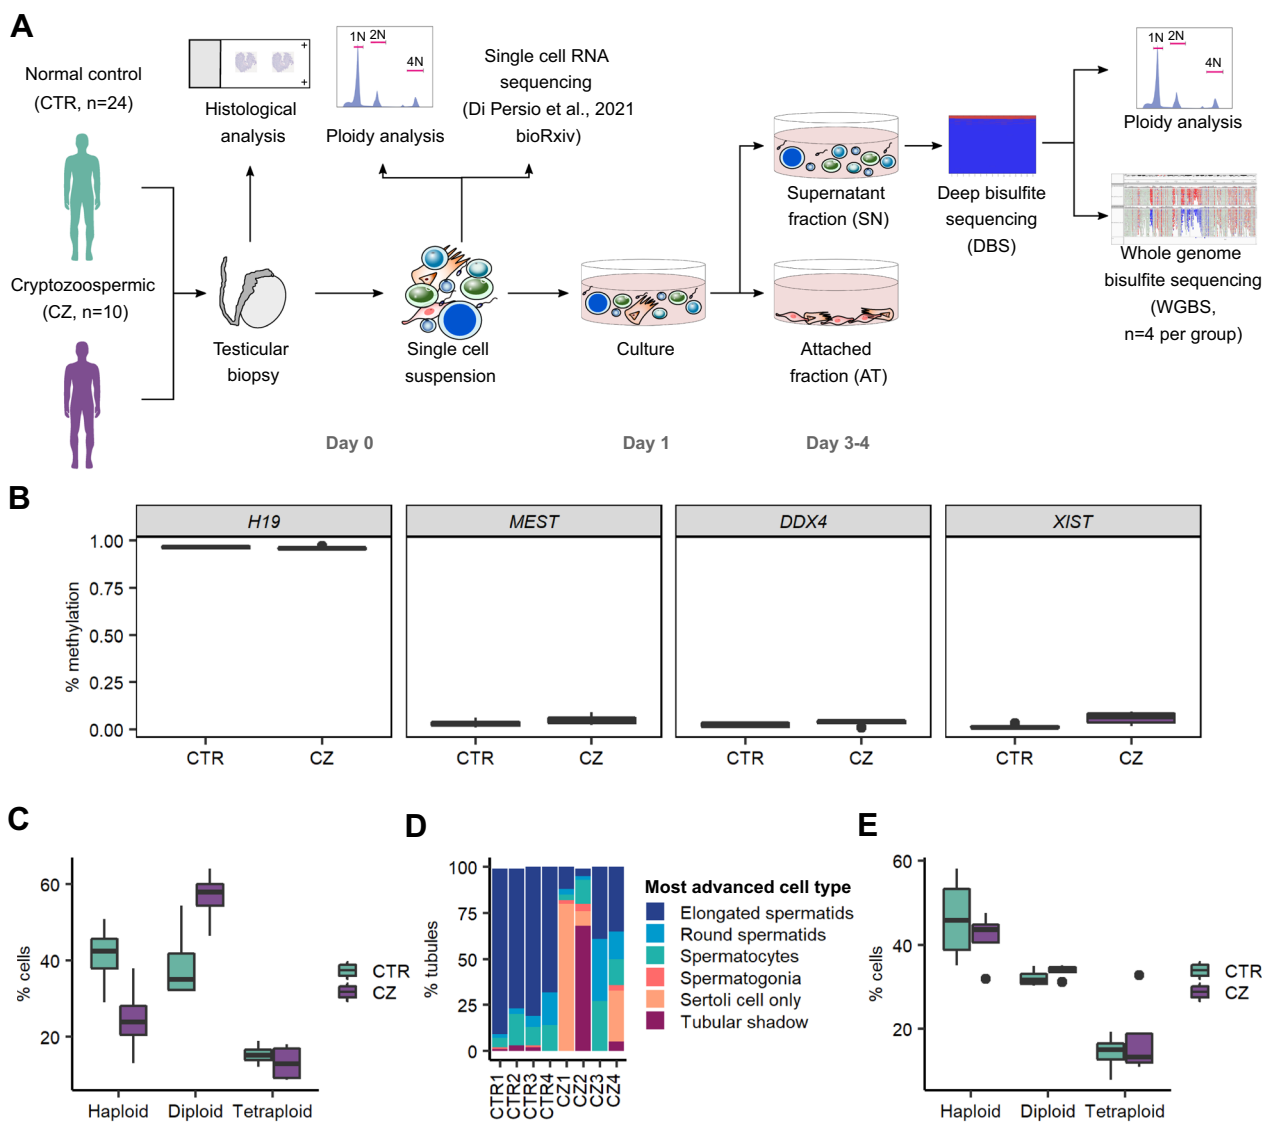 A
Normal control
(CTR, n=24)
Cryptozoospermic
(CZ, n=10)
+
+
Histological
analysis
1N
2N
4N
Ploidy analysis
Single cell RNA
sequencing
(Di Persio et al., 2021
bioRxiv)
Testicular
biopsy
Single cell
suspension
Culture
Supernatant
fraction (SN)
Attached
fraction (AT)
Deep bisulfite
sequencing
(DBS)
1N
2N
4N
Ploidy analysis
Whole genome
bisulfite sequencing
(WGBS,
n=4 per group)
Day 0
Day 1
Day 3-4
B
H19
MEST
DDX4
XIST
% methylation
1.00
0.75
0.50
0.25
0.00
CTR
CZ
CTR
CZ
CTR
CZ
CTR
CZ
C
% cells
60
40
20
Haploid
Diploid
Tetraploid
CTR
CZ
D
% tubules
100
75
50
25
0
CTR1
CTR2
CTR3
CTR4
CZ1
CZ2
CZ3
CZ4
Most advanced cell type
Elongated spermatids
Round spermatids
Spermatocytes
Spermatogonia
Sertoli cell only
Tubular shadow
E
% cells
60
40
20
Haploid
Diploid
Tetraploid
CTR
CZ